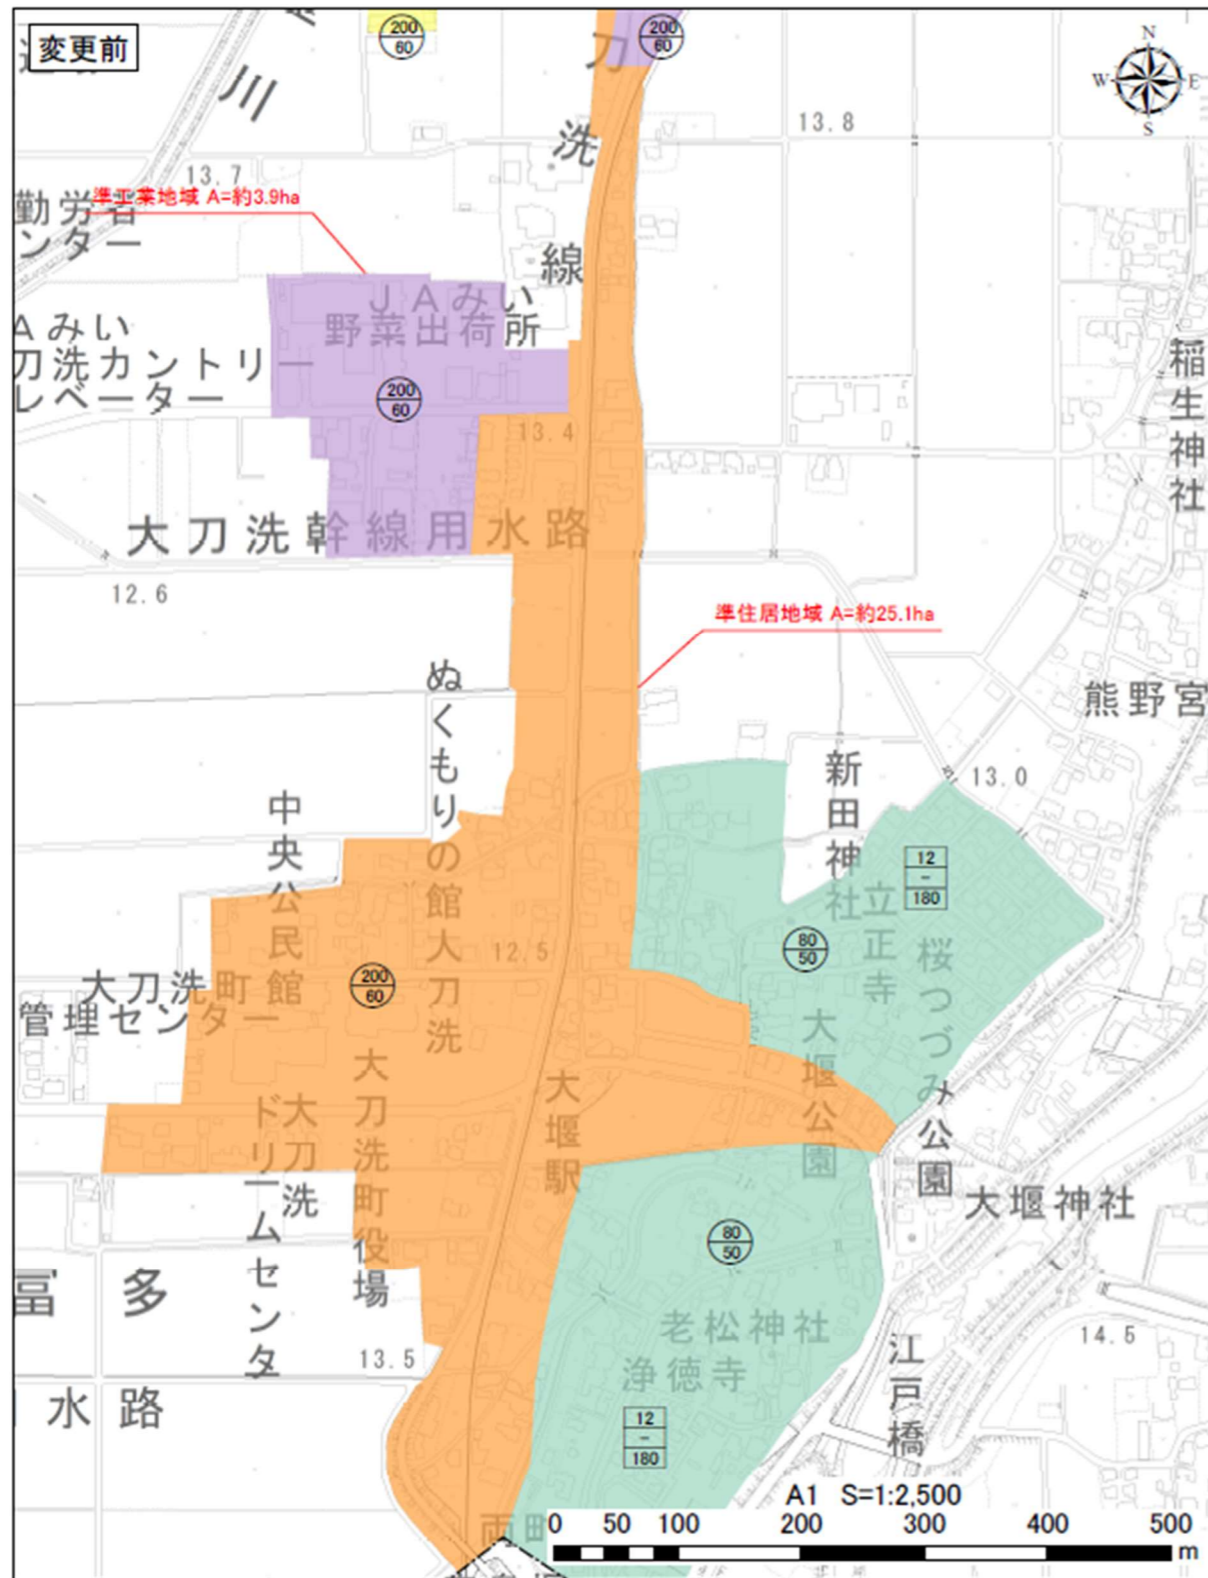 変更前
200
60
200
60
N
W
E
S
川
刀
洗
線
13.8
13.7
準工業地域 A=約3.9ha
勤労者
ンター
JAみい
野菜出荷所
Aみい
刀洗カントリー
レベーター
200
60
13.4
稲生神社
大刀洗幹線用水路
12.6
準住居地域 A=約25.1ha
ぬくもりの館大刀洗
熊野宮
新田神社
13.0
中央公民館
12
-
180
立正寺
80
50
桜つづみ公園
12.5
大刀洗町
管理センター
200
60
大堰公園
大刀洗町役場
大堰駅
大刀洗
ドリームセンタ
大堰神社
80
50
冨多
老松神社
浄徳寺
14.5
13.5
江戸橋
水路
12
-
180
A1 S=1:2,500
0 50 100 200 300 400 500
m